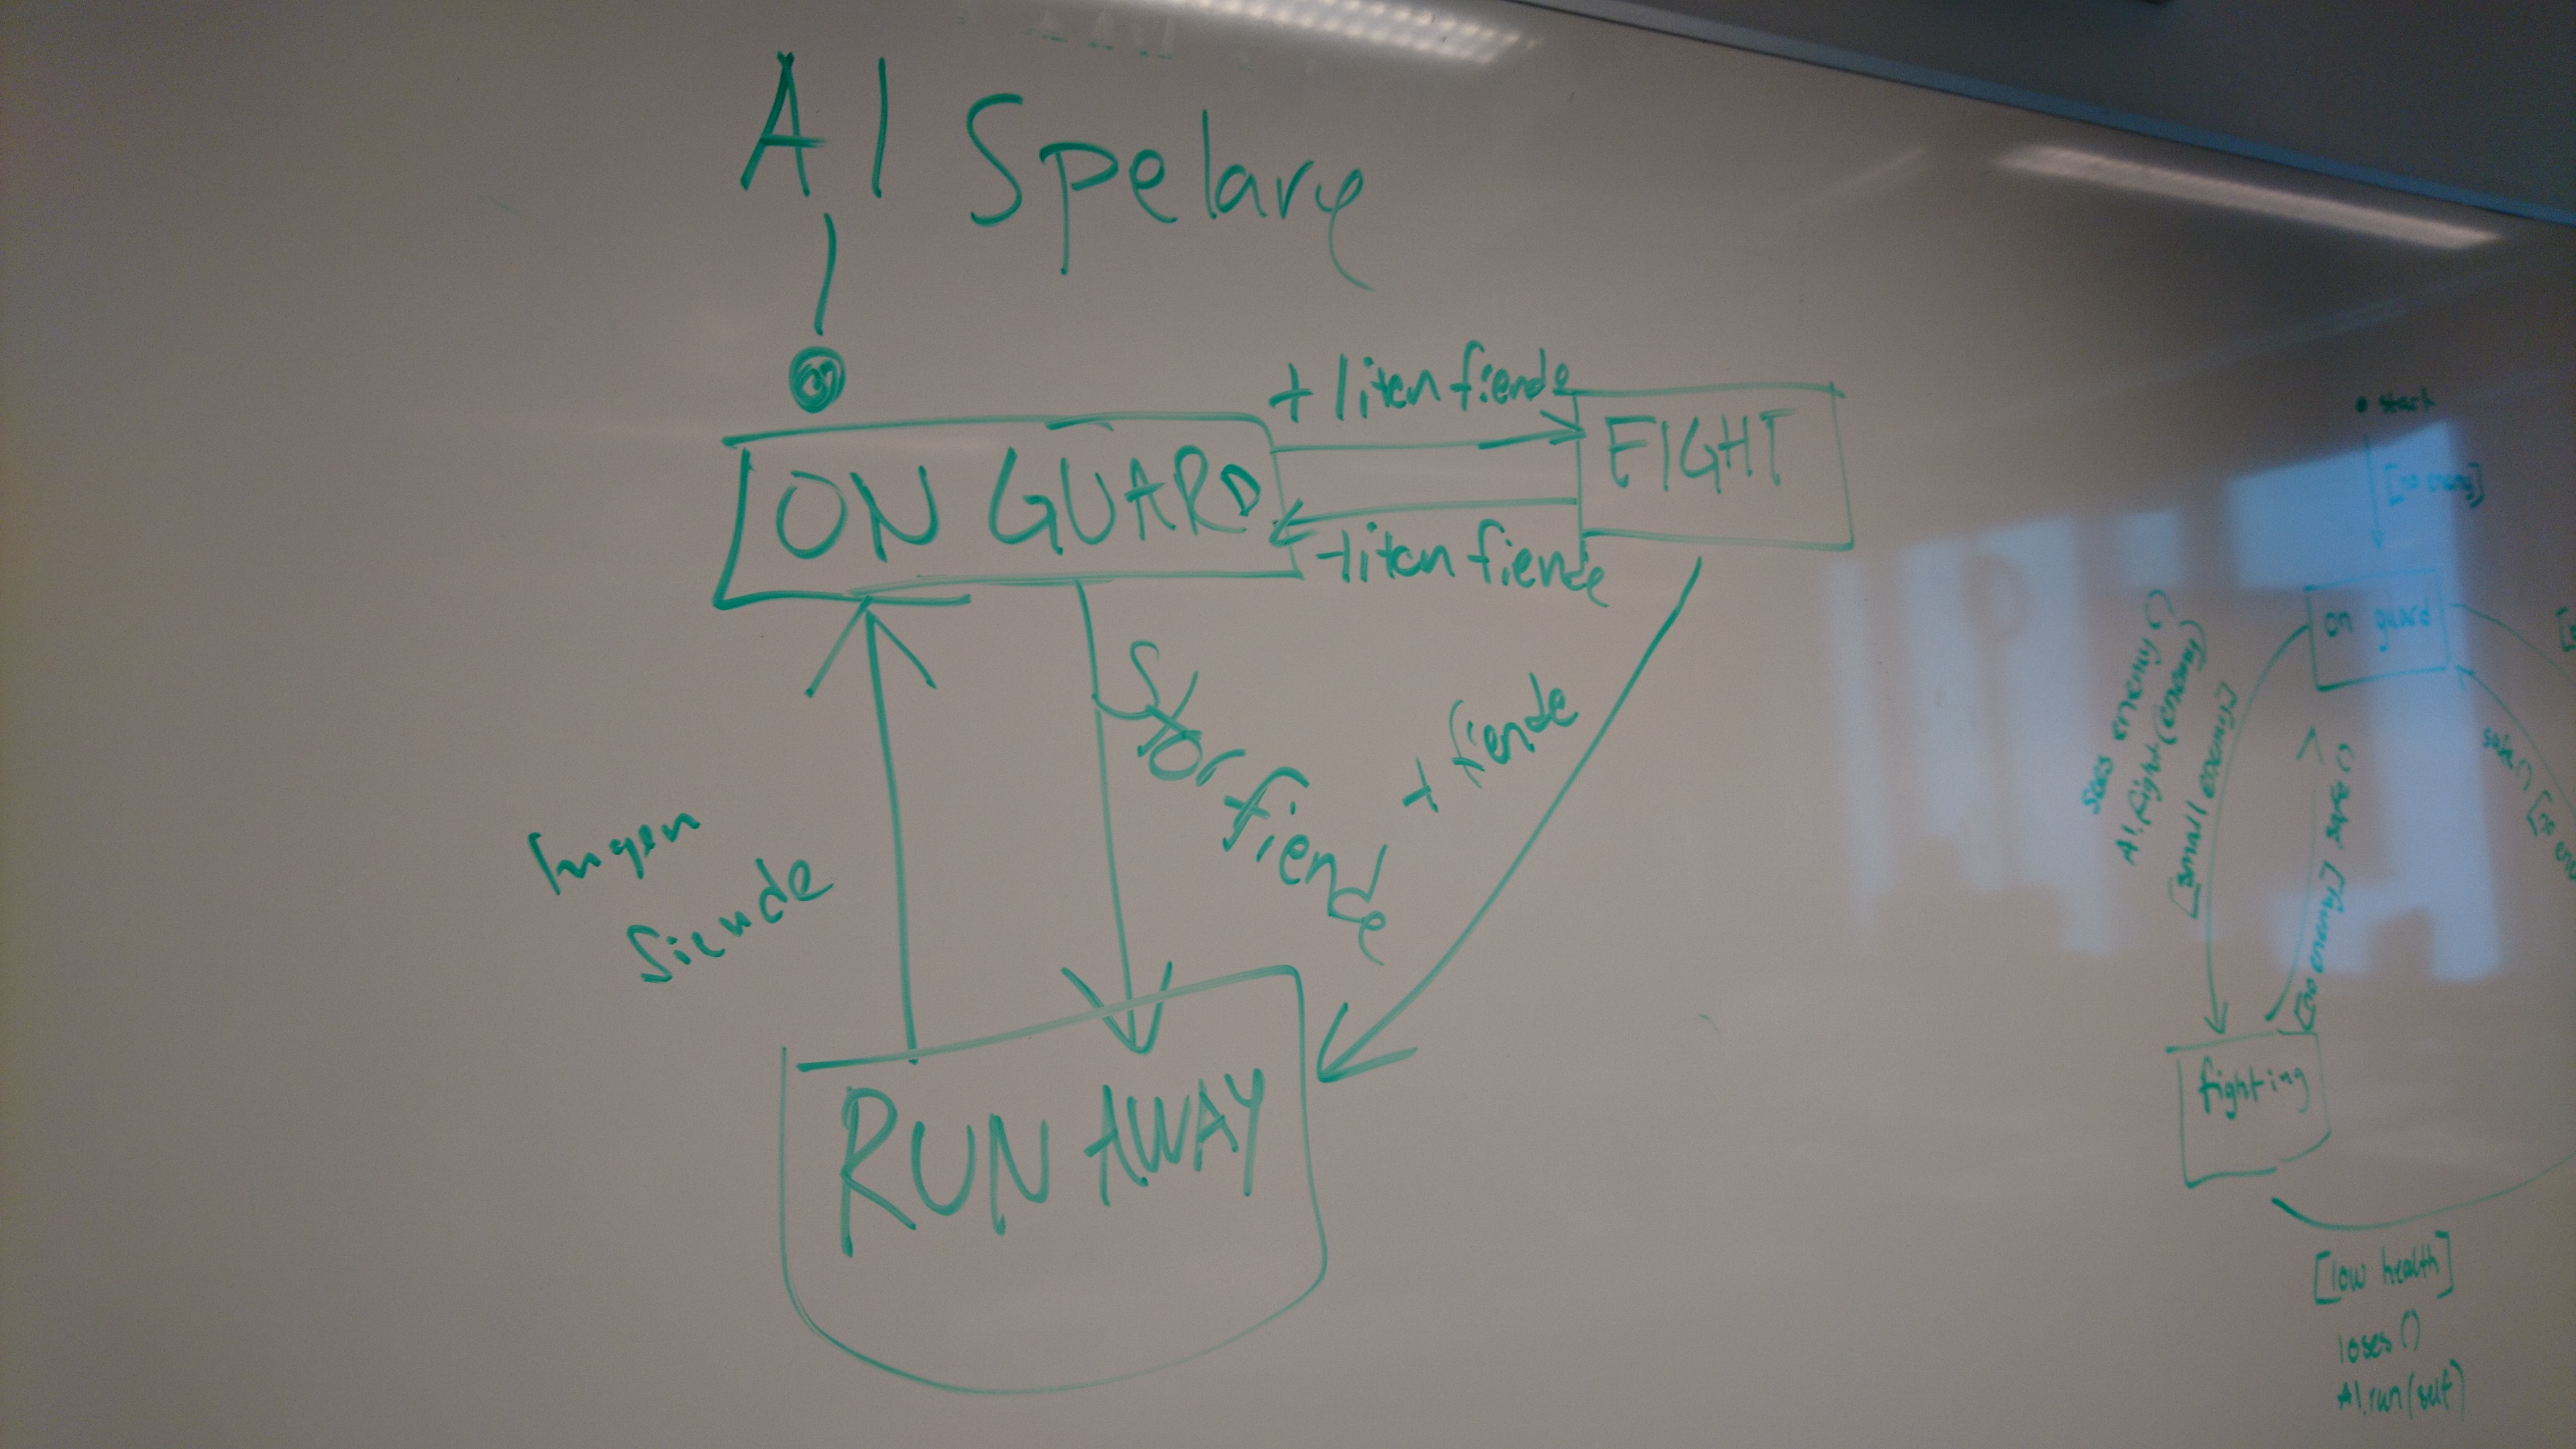 AI Spelare
+ liten fiende
ON GUARD
FIGHT
-liten fiende
Stor fiende
+ fiende
Ingen
fiende
RUN AWAY
start
[no enemy]
on guard
sees enemy()
AI.fight(enemy)
[small enemy]
[no enemy] safe()
safe()
fighting
[low health]
loses()
AI.run(self)